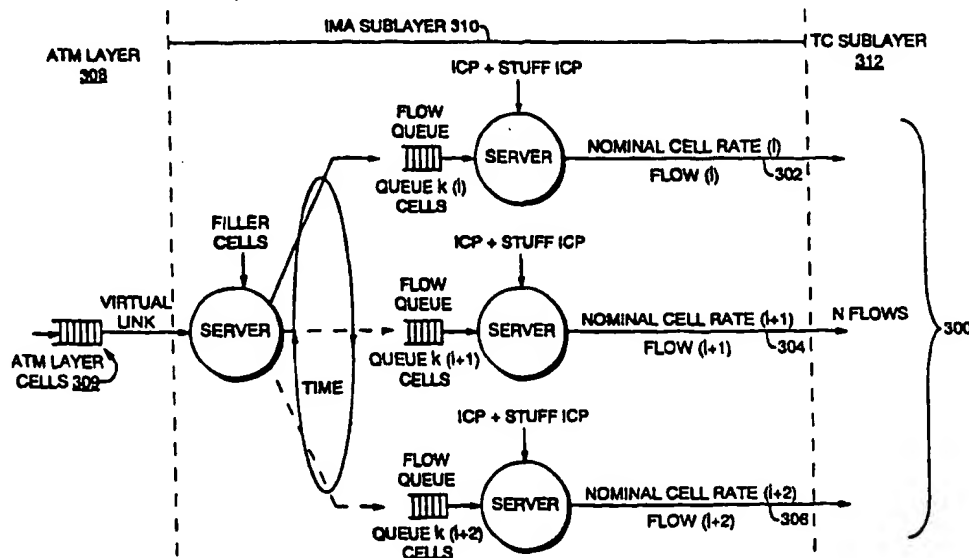 IMA SUBLAYER 310
ATM LAYER
308
TC SUBLAYER
312
ICP + STUFF ICP
FLOW
QUEUE
SERVER
NOMINAL CELL RATE (i)
302
FLOW (i)
QUEUE k (i)
CELLS
FILLER
CELLS
ICP + STUFF ICP
FLOW
QUEUE
VIRTUAL
LINK
SERVER
SERVER
NOMINAL CELL RATE (i+1)
304
FLOW (i+1)
N FLOWS
300
ATM LAYER
CELLS 309
TIME
QUEUE k (i+1)
CELLS
ICP + STUFF ICP
FLOW
QUEUE
SERVER
NOMINAL CELL RATE (i+2)
306
FLOW (i+2)
QUEUE k (i+2)
CELLS